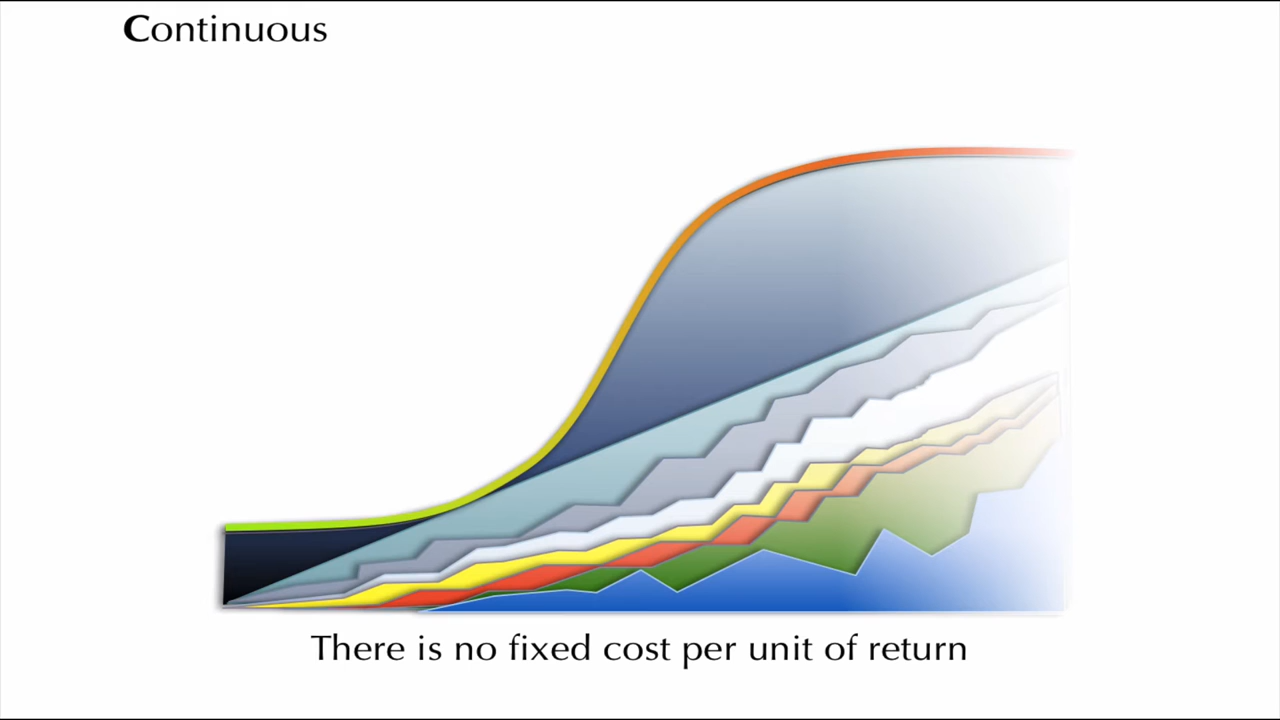 Continuous
There is no fixed cost per unit of return